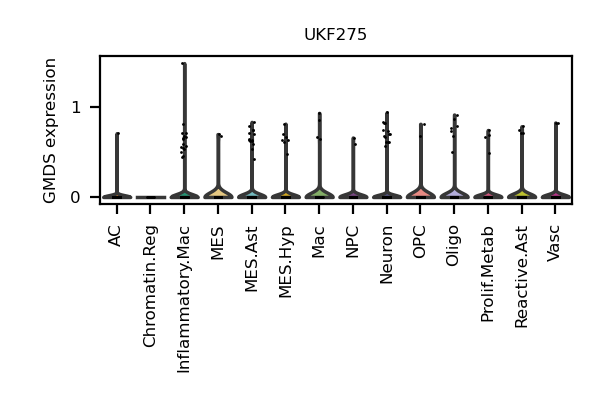 UKF275
GMDS expression
1
0
AC
Chromatin.Reg
Inflammatory.Mac
MES
MES.Ast
MES.Hyp
Mac
NPC
Neuron
OPC
Oligo
Prolif.Metab
Reactive.Ast
Vasc